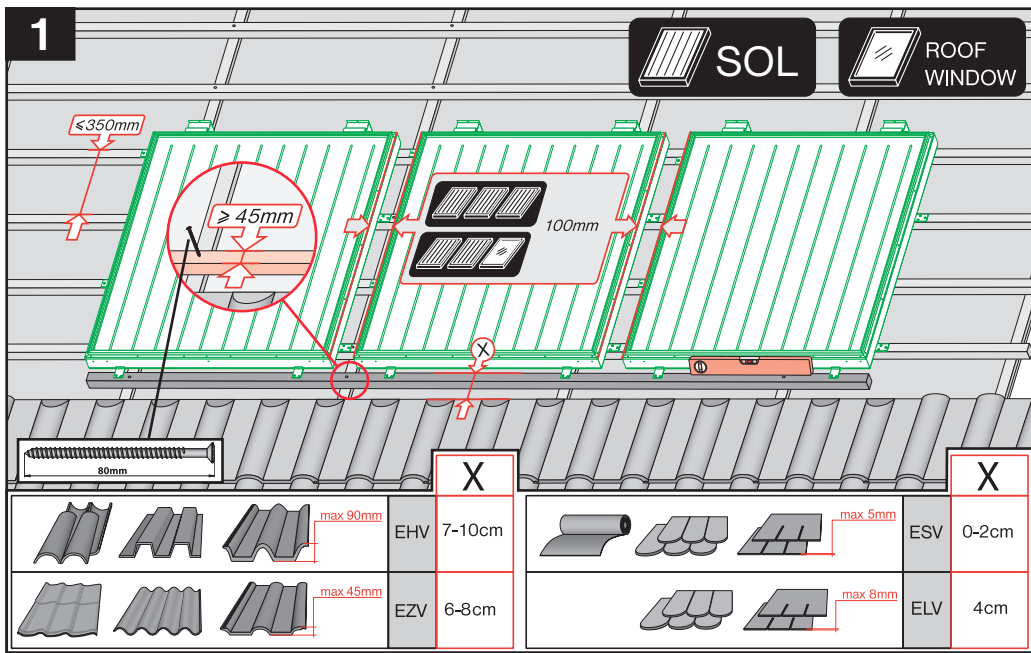 1
SOL
ROOF
WINDOW
≤350mm
≥ 45mm
100mm
X
80mm
X
max 90mm
EHV
7-10cm
max 45mm
EZV
6-8cm
X
max 5mm
ESV
0-2cm
max 8mm
ELV
4cm